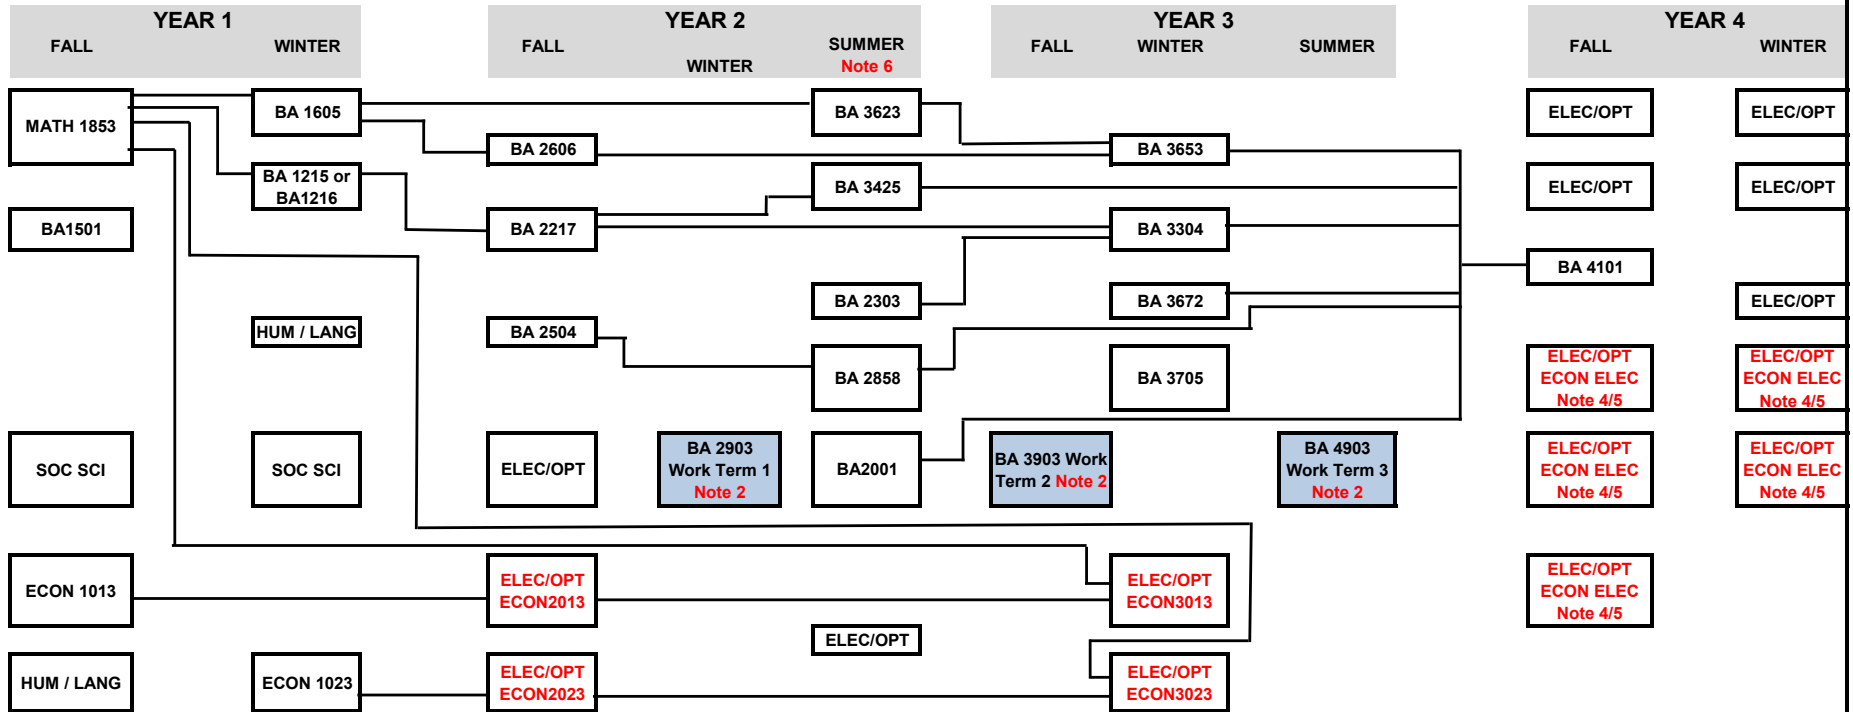 YEAR 1
YEAR 2
YEAR 3
YEAR 4
FALL
WINTER
FALL
WINTER
SUMMER
Note 6
FALL
WINTER
SUMMER
FALL
WINTER
MATH 1853
BA 1605
BA 3623
ELEC/OPT
ELEC/OPT
BA 2606
BA 3653
BA 1215 or
BA1216
BA 3425
ELEC/OPT
ELEC/OPT
BA1501
BA 2217
BA 3304
BA 4101
BA 2303
BA 3672
ELEC/OPT
HUM / LANG
BA 2504
BA 2858
BA 3705
ELEC/OPT
ECON ELEC
Note 4/5
ELEC/OPT
ECON ELEC
Note 4/5
SOC SCI
SOC SCI
ELEC/OPT
BA 2903
Work Term 1
Note 2
BA2001
BA 3903 Work
Term 2 Note 2
BA 4903
Work Term 3
Note 2
ELEC/OPT
ECON ELEC
Note 4/5
ELEC/OPT
ECON ELEC
Note 4/5
ECON 1013
ELEC/OPT
ECON2013
ELEC/OPT
ECON3013
ELEC/OPT
ECON ELEC
Note 4/5
ELEC/OPT
HUM / LANG
ECON 1023
ELEC/OPT
ECON2023
ELEC/OPT
ECON3023